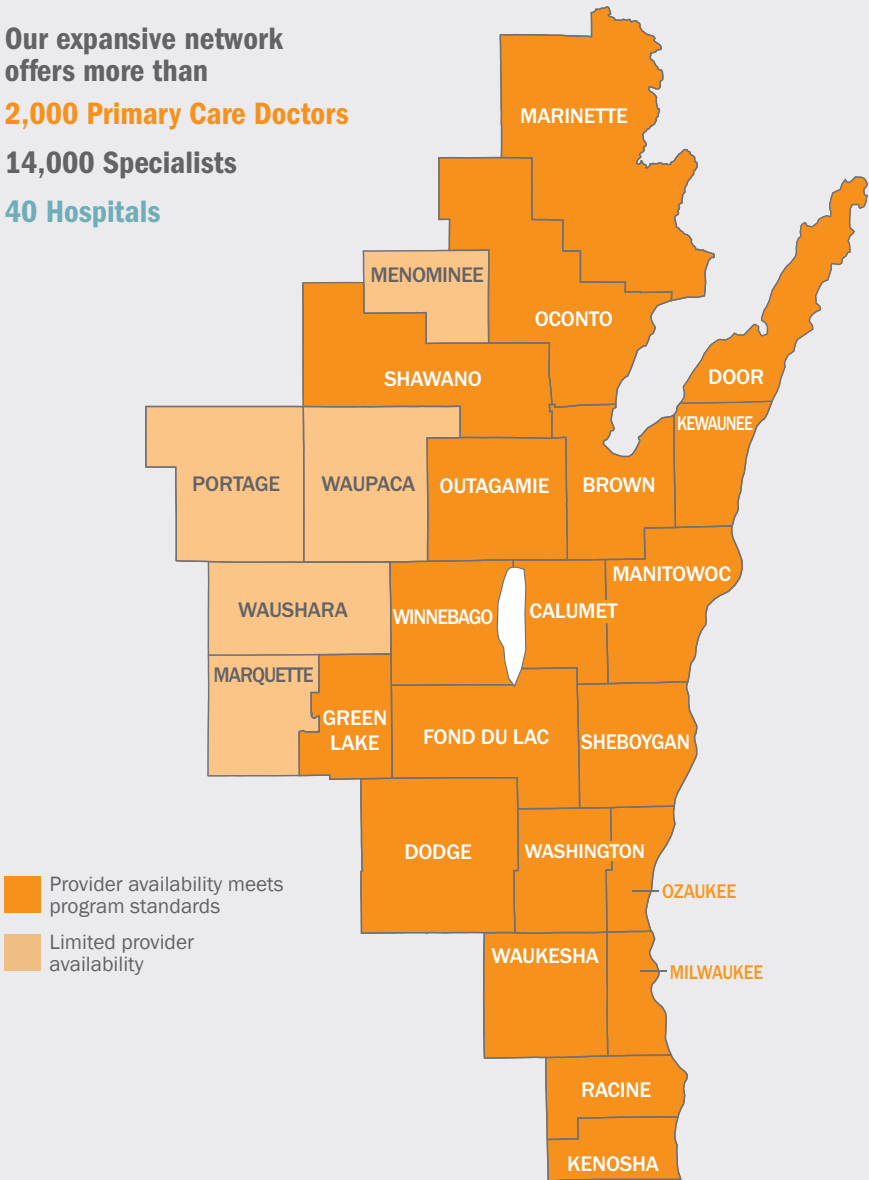 Our expansive network
offers more than
2,000 Primary Care Doctors
14,000 Specialists
40 Hospitals
MARINETTE
MENOMINEE
OCONTO
SHAWANO
DOOR
KEWAUNEE
PORTAGE
WAUPACA
OUTAGAMIE
BROWN
MANITOWOC
WAUSHARA
WINNEBAGO
CALUMET
MARQUETTE
GREEN
LAKE
FOND DU LAC
SHEBOYGAN
DODGE
WASHINGTON
Provider availability meets
program standards
OZAUKEE
Limited provider
availability
WAUKESHA
MILWAUKEE
RACINE
KENOSHA